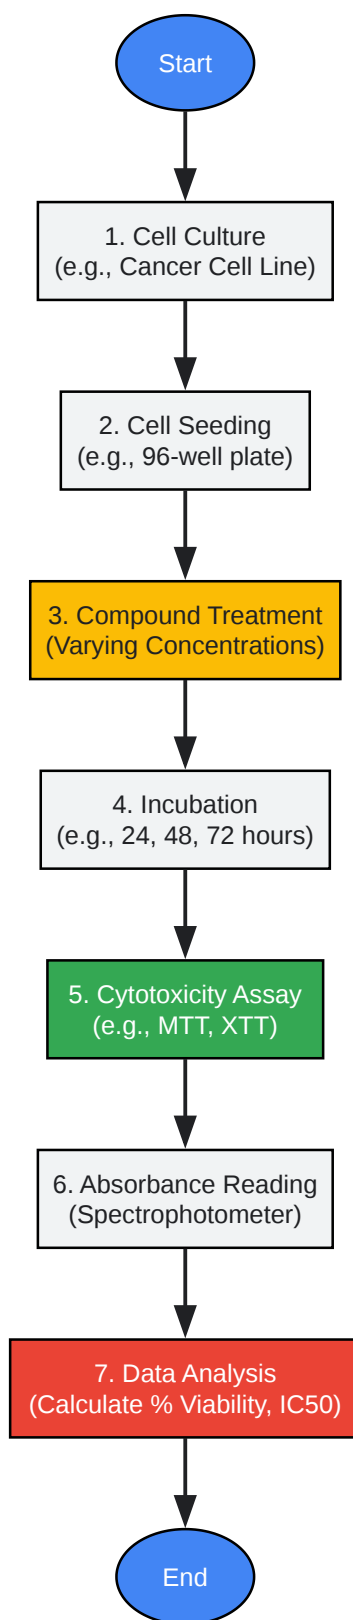 Start
1. Cell Culture
(e.g., Cancer Cell Line)
2. Cell Seeding
(e.g., 96-well plate)
3. Compound Treatment
(Varying Concentrations)
4. Incubation
(e.g., 24, 48, 72 hours)
5. Cytotoxicity Assay
(e.g., MTT, XTT)
6. Absorbance Reading
(Spectrophotometer)
7. Data Analysis
(Calculate % Viability, IC50)
End